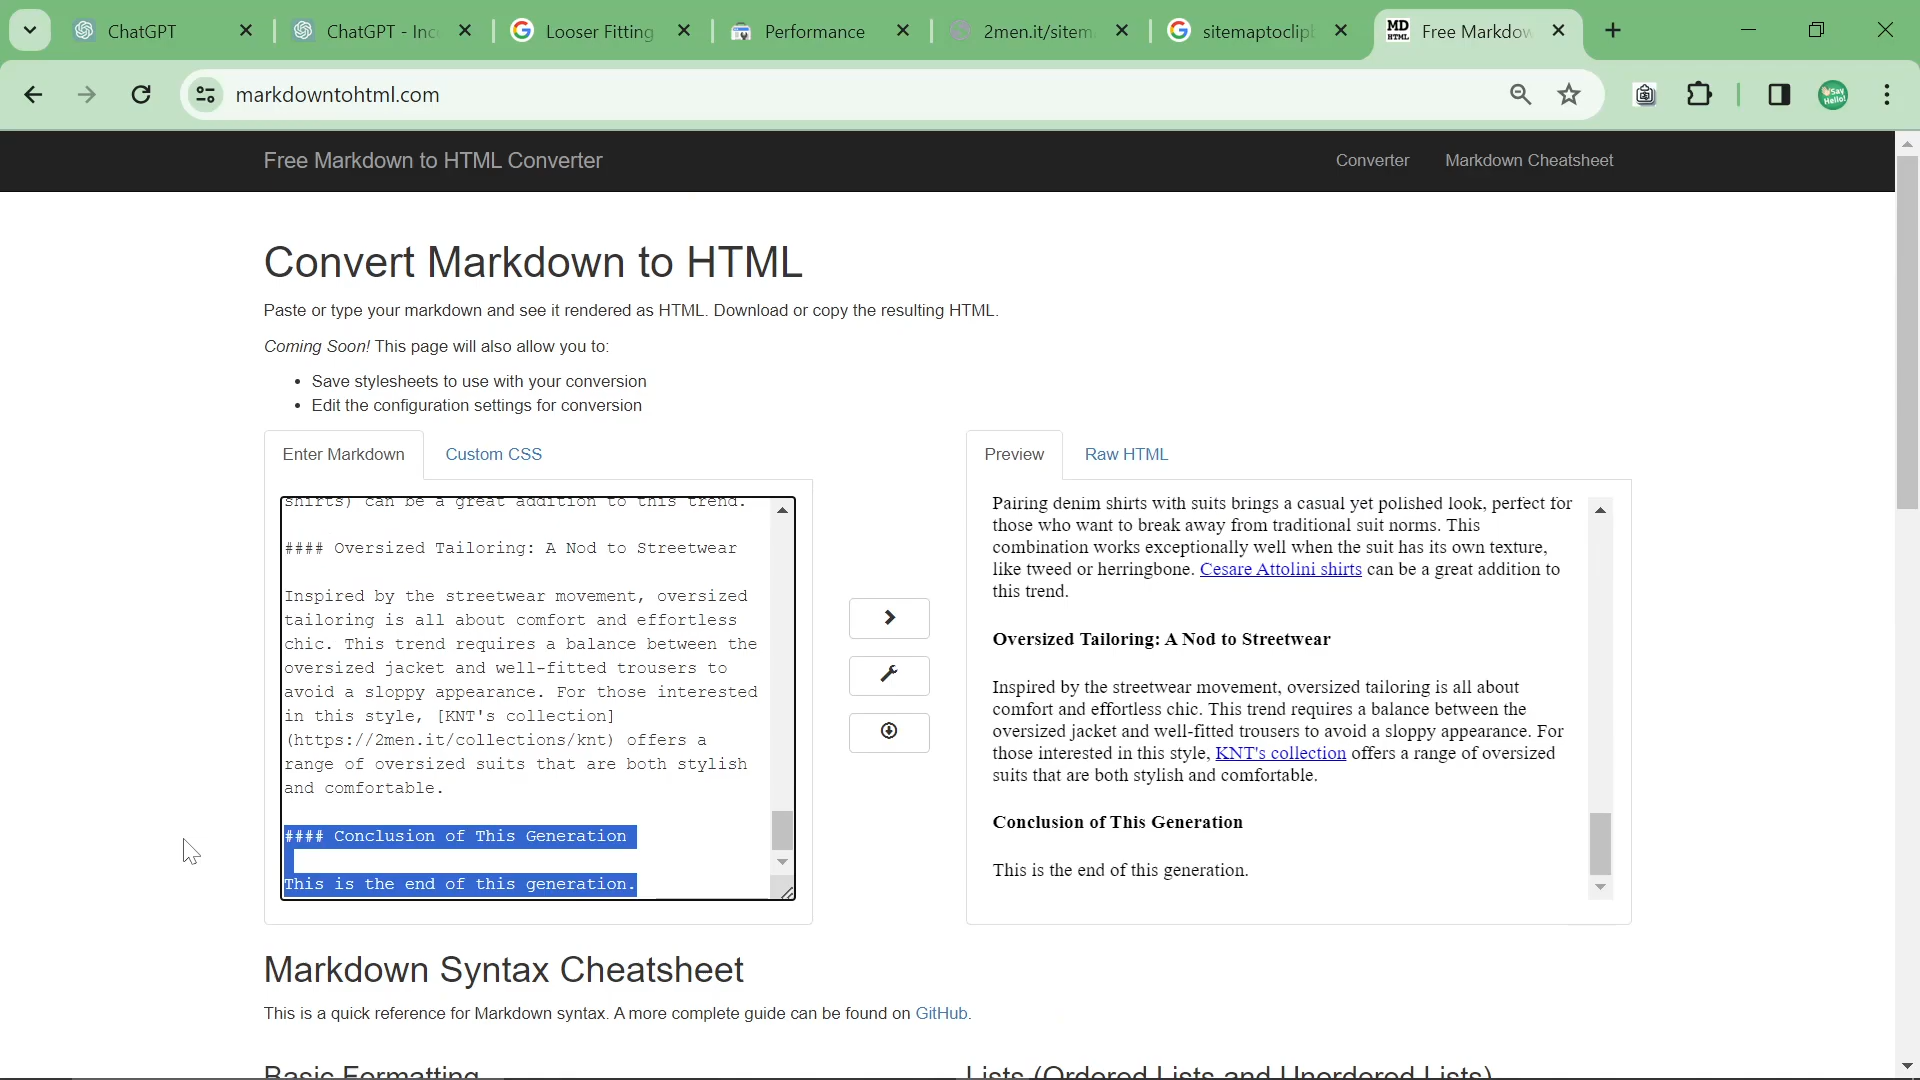 ChatGPT
ChatGPT - Inc
Looser Fitting
Performance
2men.it/sitem
sitemaptoclip
MD HTML
Free Markdow
markdowntohtml.com
Say Hello!
Free Markdown to HTML Converter
Converter
Markdown Cheatsheet
Convert Markdown to HTML
Paste or type your markdown and see it rendered as HTML. Download or copy the resulting HTML.
Coming Soon! This page will also allow you to:
• Save stylesheets to use with your conversion
• Edit the configuration settings for conversion
Enter Markdown
Custom CSS
shirts) can be a great addition to this trend.
#### Oversized Tailoring: A Nod to Streetwear
Inspired by the streetwear movement, oversized
tailoring is all about comfort and effortless
chic. This trend requires a balance between the
oversized jacket and well-fitted trousers to
avoid a sloppy appearance. For those interested
in this style, [KNT's collection]
(https://2men.it/collections/knt) offers a
range of oversized suits that are both stylish
and comfortable.
#### Conclusion of This Generation
This is the end of this generation.
Preview
Raw HTML
Pairing denim shirts with suits brings a casual yet polished look, perfect for
those who want to break away from traditional suit norms. This
combination works exceptionally well when the suit has its own texture,
like tweed or herringbone. Cesare Attolini shirts can be a great addition to
this trend.
Oversized Tailoring: A Nod to Streetwear
Inspired by the streetwear movement, oversized tailoring is all about
comfort and effortless chic. This trend requires a balance between the
oversized jacket and well-fitted trousers to avoid a sloppy appearance. For
those interested in this style, KNT's collection offers a range of oversized
suits that are both stylish and comfortable.
Conclusion of This Generation
This is the end of this generation.
Markdown Syntax Cheatsheet
This is a quick reference for Markdown syntax. A more complete guide can be found on GitHub.
Basic Formatting
Lists (Ordered Lists and Unordered Lists)